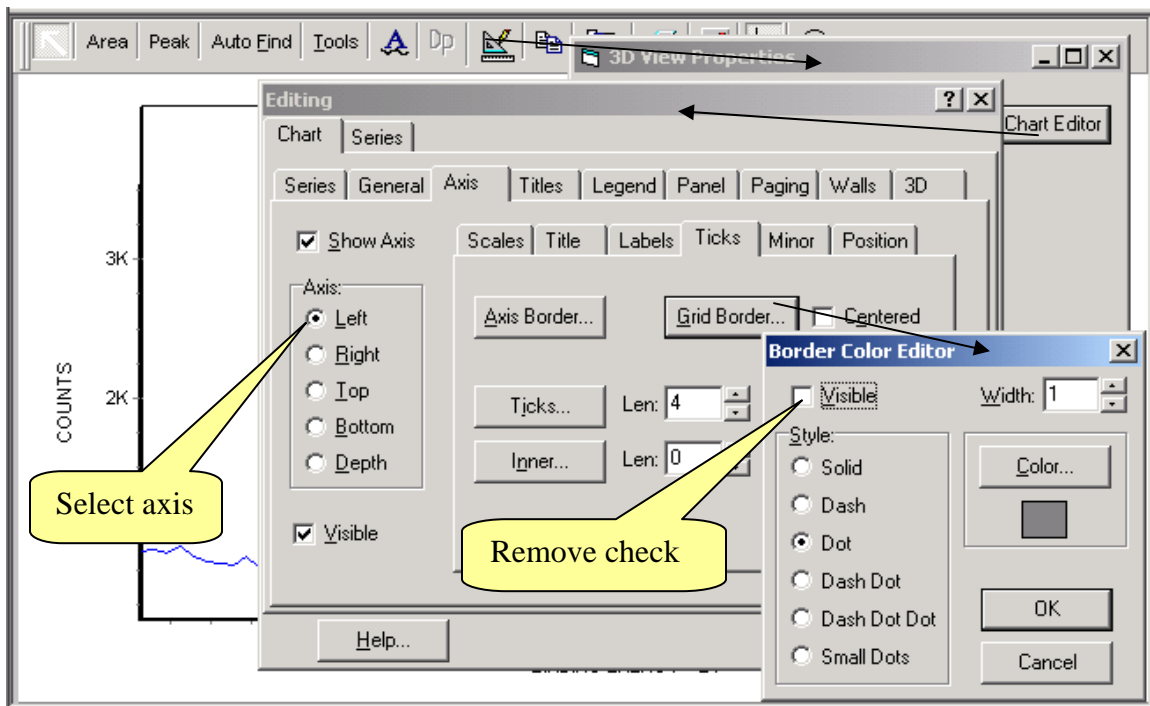 Area Peak Auto Find Tools A Dp
3D View Properties
Chart Editor
Editing
Chart Series
Series General Axis Titles Legend Panel Paging Walls 3D
Show Axis
Scales Title Labels Ticks Minor Position
Axis:
Left
Right
Top
Bottom
Depth
Visible
Axis Border... Grid Border... Centered
Ticks... Len: 4
Inner... Len: 0
Help...
Border Color Editor
Visible Width: 1
Style:
Solid
Dash
Dot
Dash Dot
Dash Dot Dot
Small Dots
Color...
OK
Cancel
Select axis
Remove check
3K
2K
COUNTS